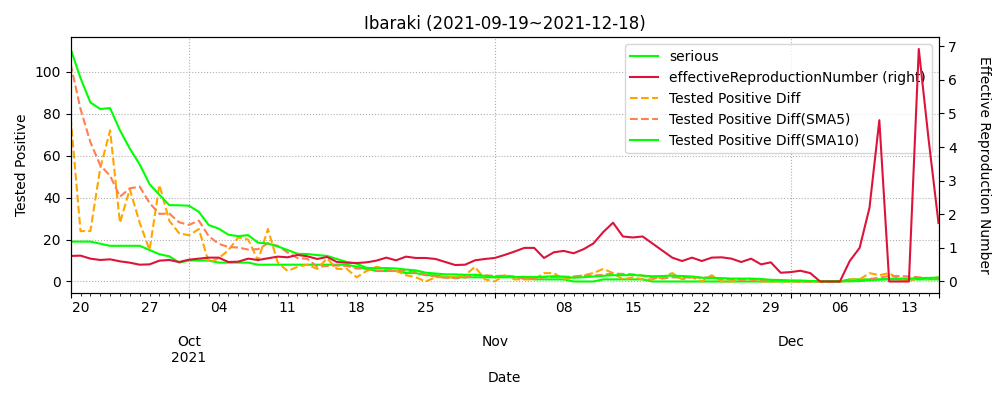 Ibaraki (2021-09-19~2021-12-18)
serious
effectiveReproductionNumber (right)
Tested Positive Diff
Tested Positive Diff(SMA5)
Tested Positive Diff(SMA10)
Tested Positive
0
20
40
60
80
100
Effective Reproduction Number
0
1
2
3
4
5
6
7
20 27 04 11 18 25 08 15 22 29 06 13
Oct Nov Dec
2021
Date